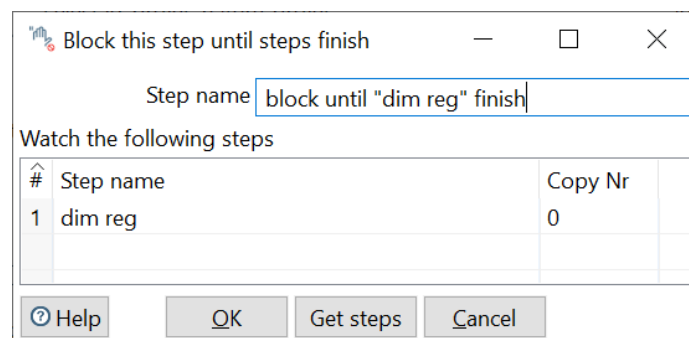 Block this step until steps finish
Step name block until "dim reg" finish
Watch the following steps
# Step name Copy Nr
1 dim reg 0
Help OK Get steps Cancel